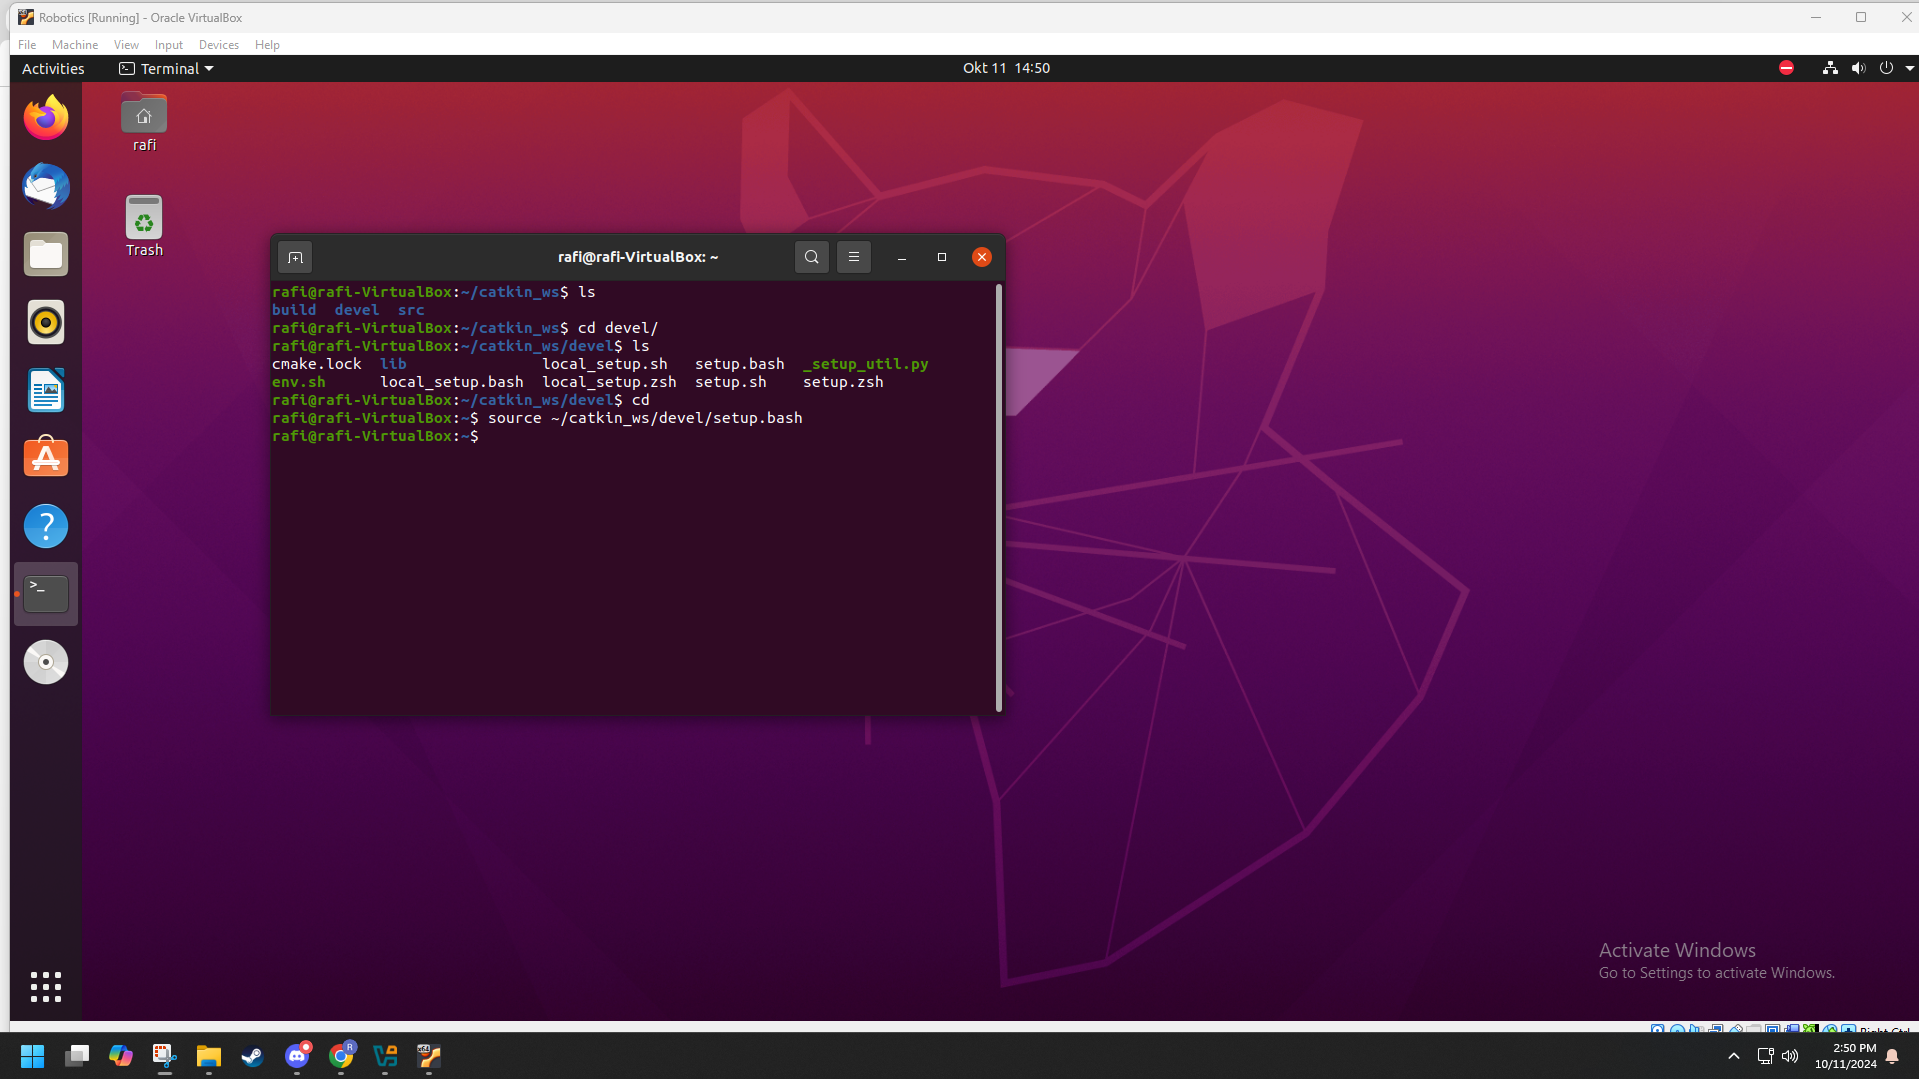 Robotics [Running] - Oracle VirtualBox
File Machine View Input Devices Help
Activities Terminal Okt 11 14:50
rafi
Trash
rafi@rafi-VirtualBox: ~
rafi@rafi-VirtualBox:~/catkin_ws$ ls
build devel src
rafi@rafi-VirtualBox:~/catkin_ws$ cd devel/
rafi@rafi-VirtualBox:~/catkin_ws/devel$ ls
cmake.lock lib local_setup.sh setup.bash _setup_util.py
env.sh local_setup.bash local_setup.zsh setup.sh setup.zsh
rafi@rafi-VirtualBox:~/catkin_ws/devel$ cd
rafi@rafi-VirtualBox:~$ source ~/catkin_ws/devel/setup.bash
rafi@rafi-VirtualBox:~$
Activate Windows
Go to Settings to activate Windows.
Right Ctrl
2:50 PM
10/11/2024